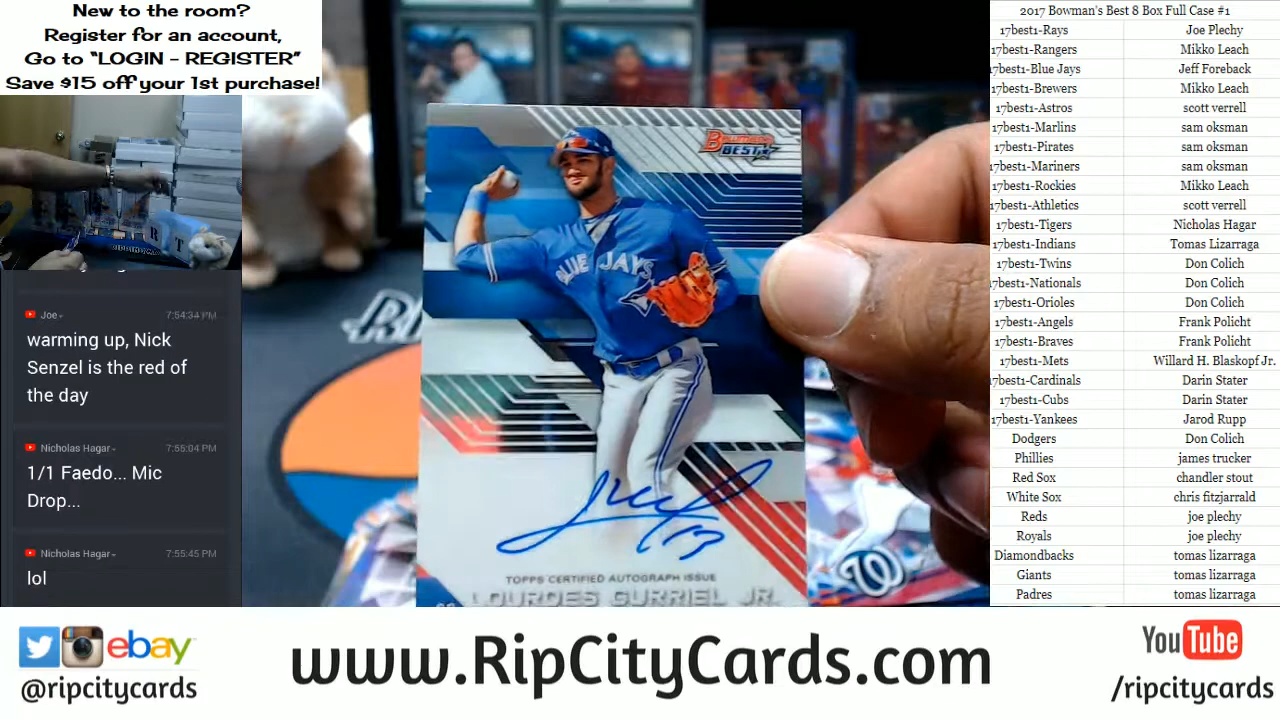 New to the room?
Register for an account,
Go to “LOGIN - REGISTER”
Save $15 off your 1st purchase!
Joe
7:54:34 PM
warming up, Nick
Senzel is the red of
the day
Nicholas Hagar
7:55:04 PM
1/1 Faedo... Mic
Drop...
Nicholas Hagar
7:55:45 PM
lol
BOWMAN'S
BEST
BLUE JAYS
13
TOPPS CERTIFIED AUTOGRAPH ISSUE
LOURDES GURRIEL JR.
W
2017 Bowman's Best 8 Box Full Case #1
17best1-Rays Joe Plechy
17best1-Rangers Mikko Leach
17best1-Blue Jays Jeff Foreback
17best1-Brewers Mikko Leach
17best1-Astros scott verrell
17best1-Marlins sam oksman
17best1-Pirates sam oksman
17best1-Mariners sam oksman
17best1-Rockies Mikko Leach
17best1-Athletics scott verrell
17best1-Tigers Nicholas Hagar
17best1-Indians Tomas Lizarraga
17best1-Twins Don Colich
17best1-Nationals Don Colich
17best1-Orioles Don Colich
17best1-Angels Frank Policht
17best1-Braves Frank Policht
17best1-Mets Willard H. Blaskopf Jr.
17best1-Cardinals Darin Stater
17best1-Cubs Darin Stater
17best1-Yankees Jarod Rupp
Dodgers Don Colich
Phillies james trucker
Red Sox chandler stout
White Sox chris fitzjarrald
Reds joe plechy
Royals joe plechy
Diamondbacks tomas lizarraga
Giants tomas lizarraga
Padres tomas lizarraga
ebay
@ripcitycards
www.RipCityCards.com
YouTube
/ripcitycards